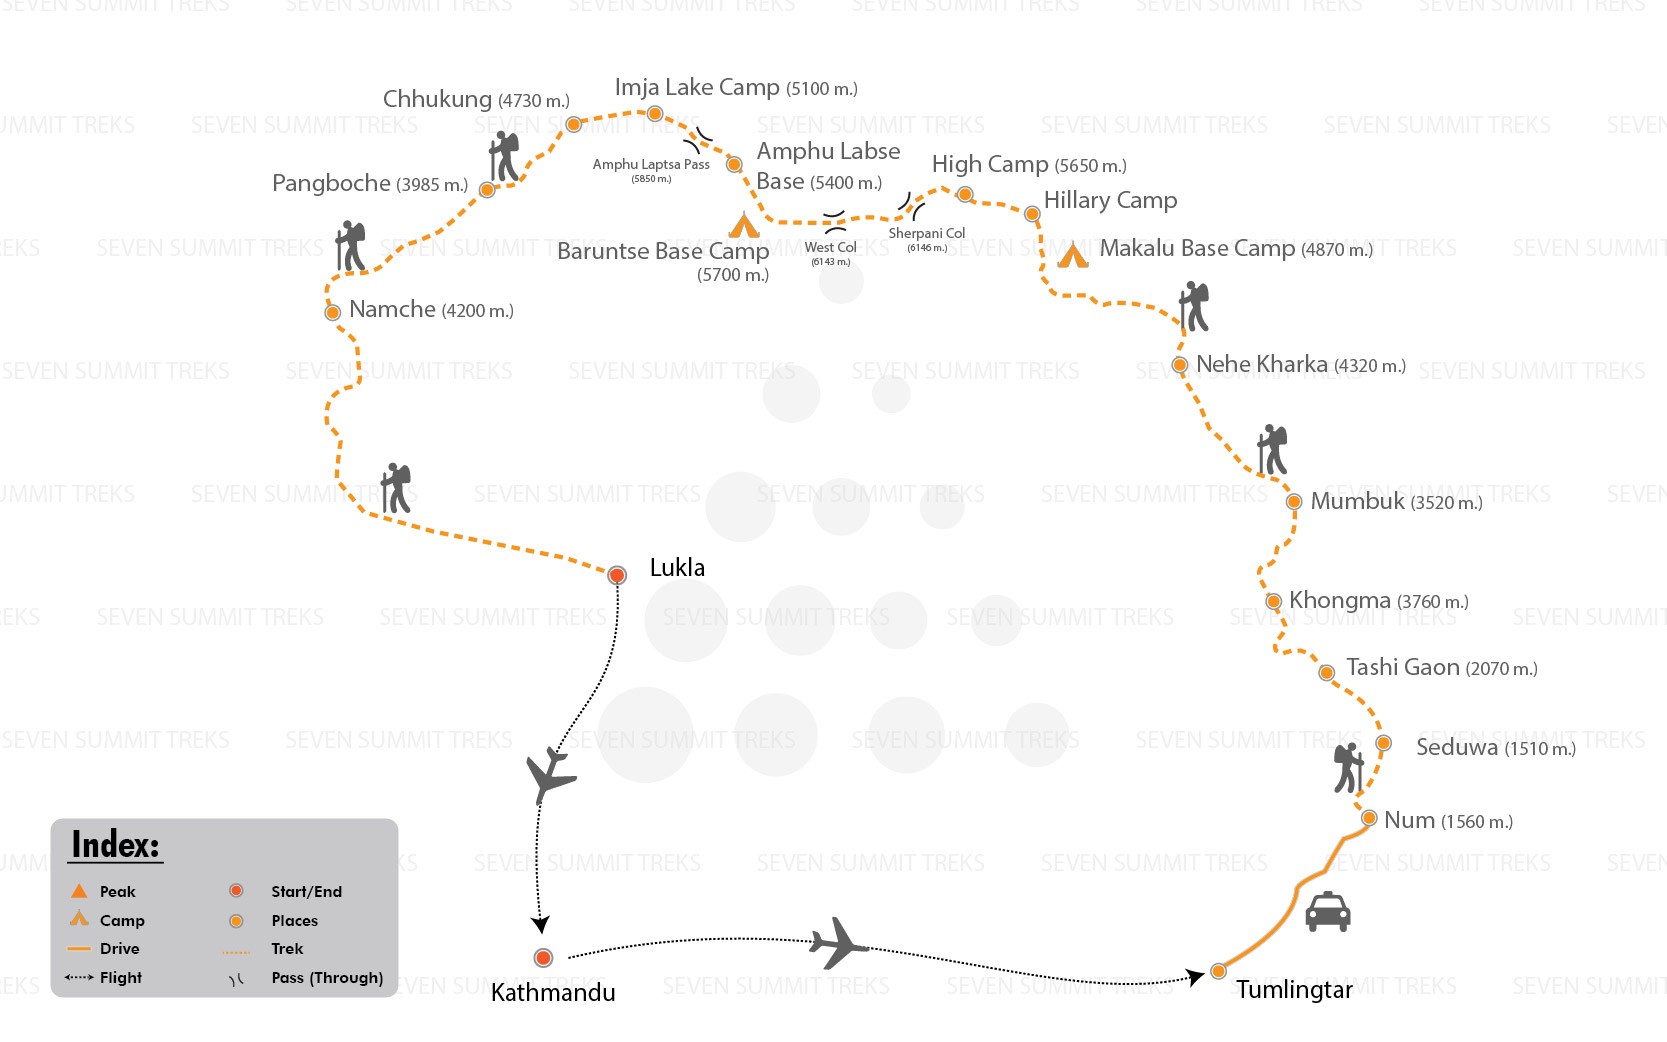 Imja Lake Camp (5100 m.)
Chhukung (4730 m.)
Amphu Labse
Base (5400 m.)
Amphu Laptsa Pass
(5850 m.)
High Camp (5650 m.)
Pangboche (3985 m.)
Hillary Camp
Sherpani Col
(6146 m.)
West Col
(6143 m.)
Baruntse Base Camp
(5700 m.)
Makalu Base Camp (4870 m.)
Namche (4200 m.)
Nehe Kharka (4320 m.)
Mumbuk (3520 m.)
Lukla
Khongma (3760 m.)
Tashi Gaon (2070 m.)
Seduwa (1510 m.)
Num (1560 m.)
Index:
Peak
Start/End
Camp
Places
Drive
Trek
Flight
Pass (Through)
Kathmandu
Tumlingtar
SEVEN SUMMIT TREKS